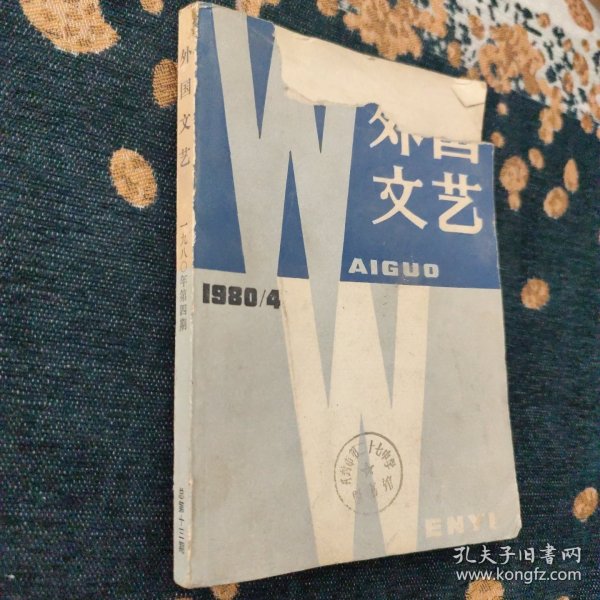 外国文艺
一九八〇年第四期
总第十三期
外国
文艺
W
AIGUO
1980/4
W
ENYI
孔夫子旧书网
www.kongfz.com